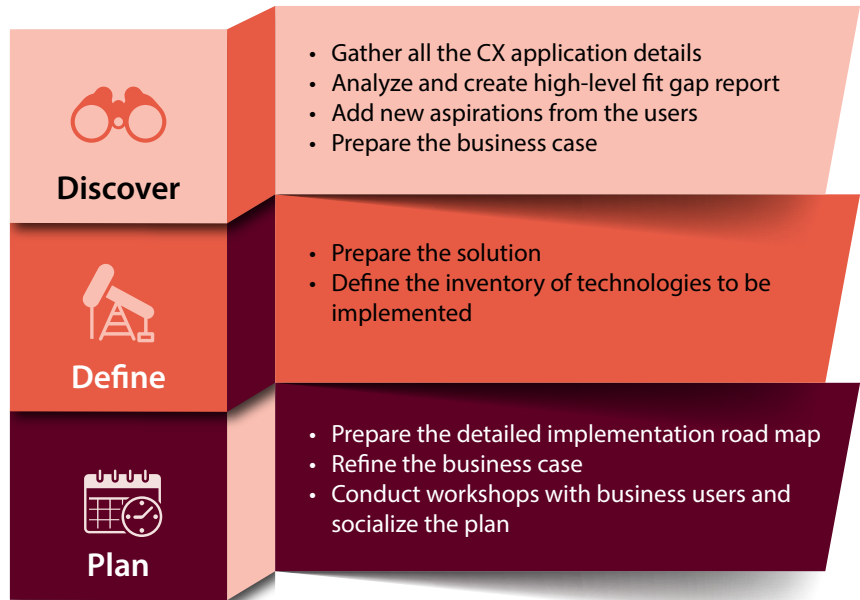 Discover
• Gather all the CX application details
• Analyze and create high-level fit gap report
• Add new aspirations from the users
• Prepare the business case
Define
• Prepare the solution
• Define the inventory of technologies to be
implemented
Plan
• Prepare the detailed implementation road map
• Refine the business case
• Conduct workshops with business users and
socialize the plan